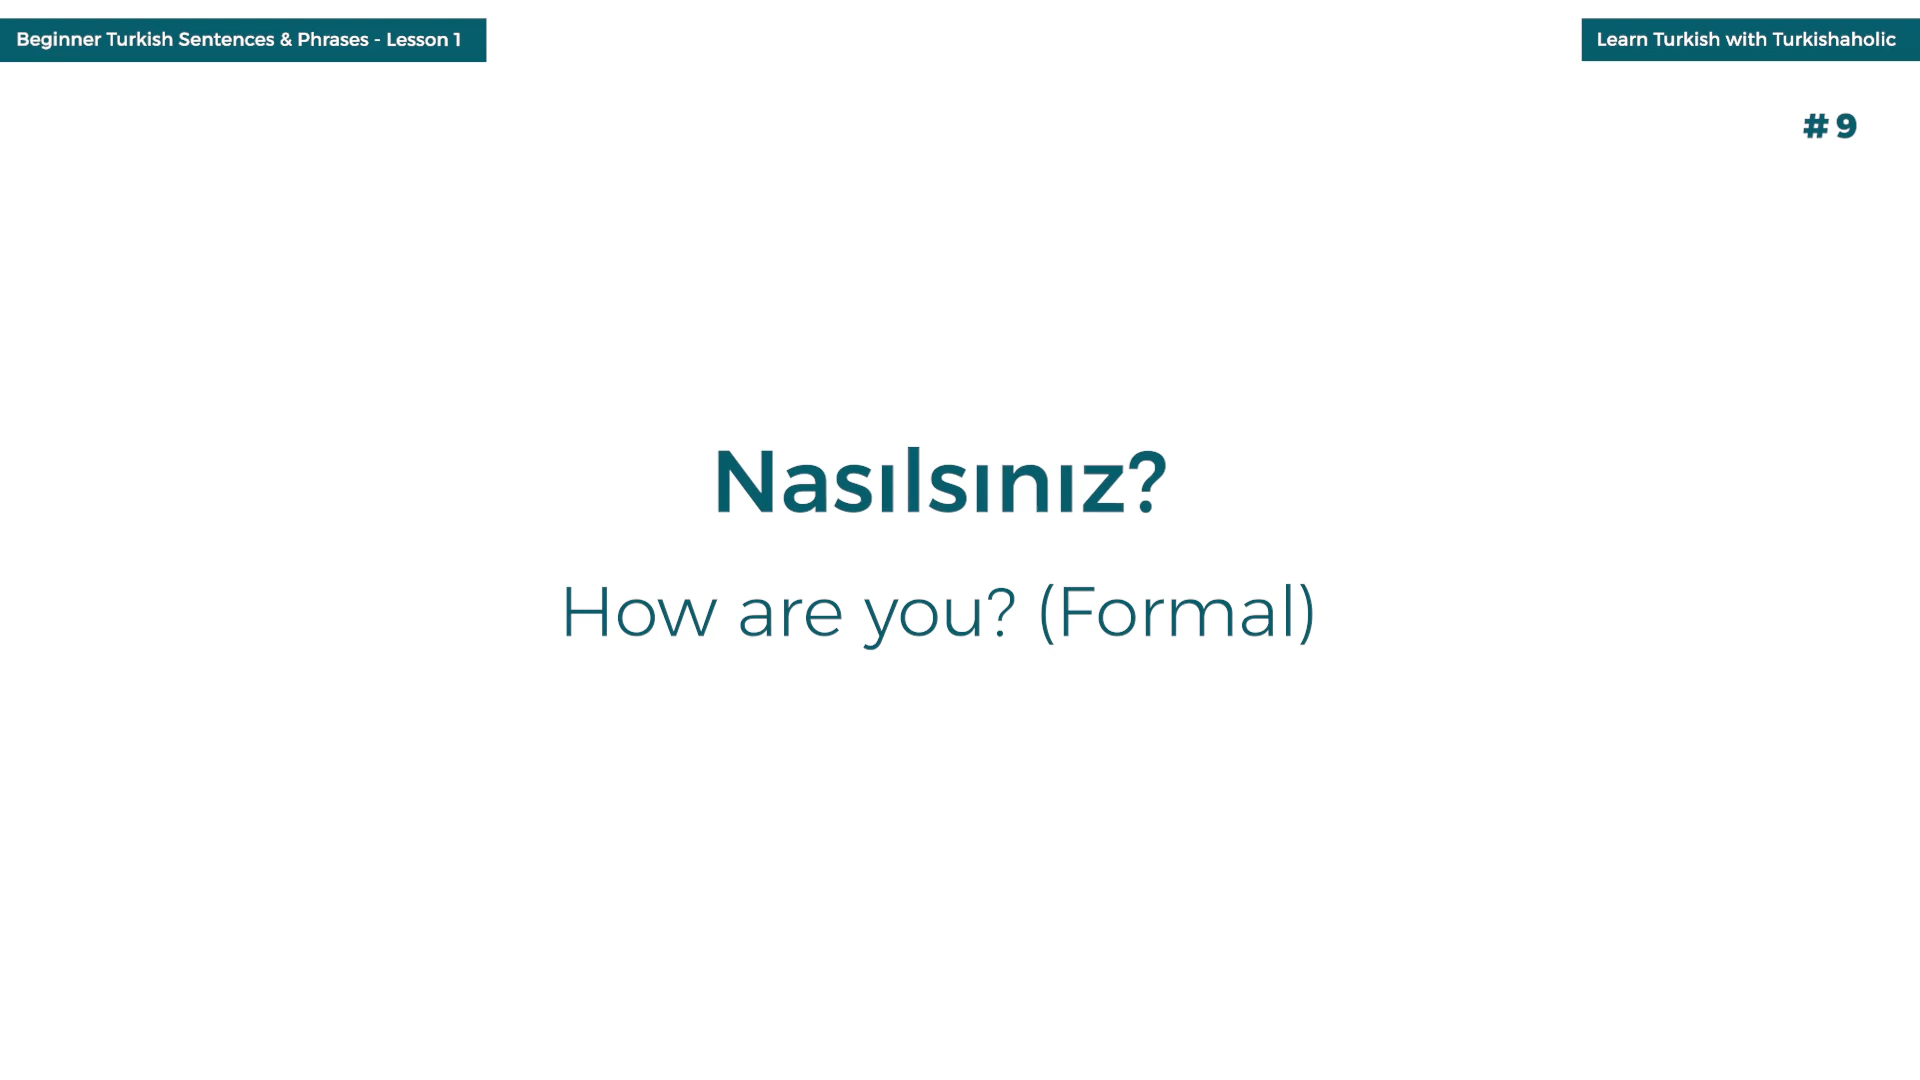 Beginner Turkish Sentences & Phrases - Lesson 1
Learn Turkish with Turkishaholic
# 9
Nasılsınız?
How are you? (Formal)